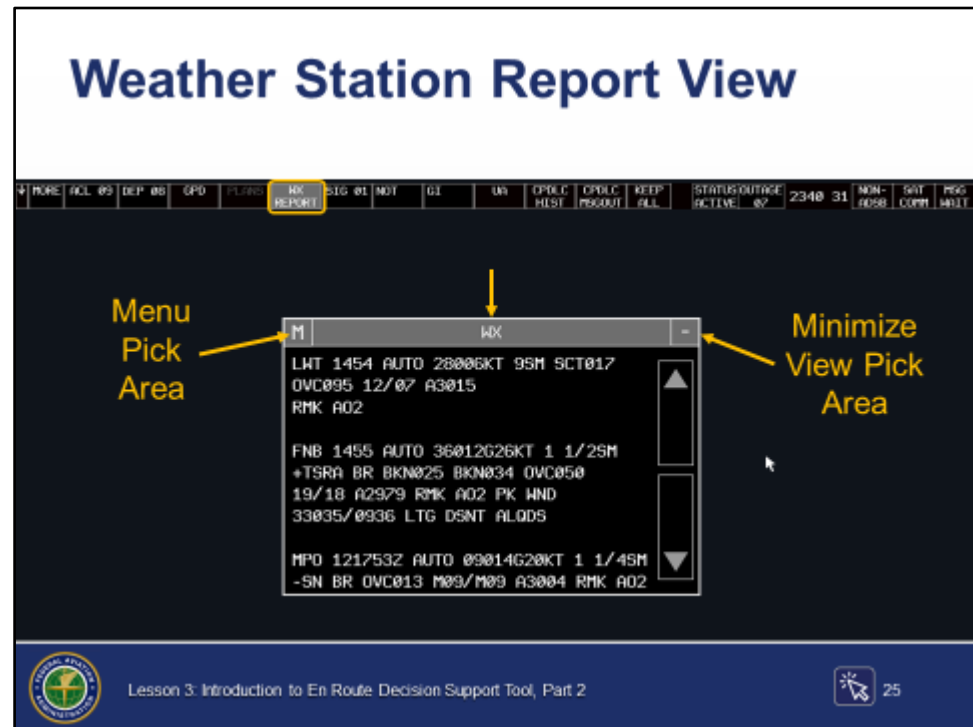 Weather Station Report View
MORE ACL 09 DEP 08 GPD PLANS WX REPORT SIG 01 NOT GI UA CPDLC HIST CPDLC MSGOUT KEEP ALL STATUS ACTIVE OUTAGE 07 2340 31 NON-ADSB SAT COMM MSG WAIT
Menu
Pick
Area
M WX -
Minimize
View Pick
Area
LWT 1454 AUTO 28006KT 9SM SCT017
OVC095 12/07 A3015
RMK AO2
FNB 1455 AUTO 36012G26KT 1 1/2SM
+TSRA BR BKN025 BKN034 OVC050
19/18 A2979 RMK AO2 PK WND
33035/0936 LTG DSNT ALQDS
MPO 121753Z AUTO 09014G20KT 1 1/4SM
-SN BR OVC013 M09/M09 A3004 RMK AO2
FEDERAL AVIATION
ADMINISTRATION
Lesson 3: Introduction to En Route Decision Support Tool, Part 2
25